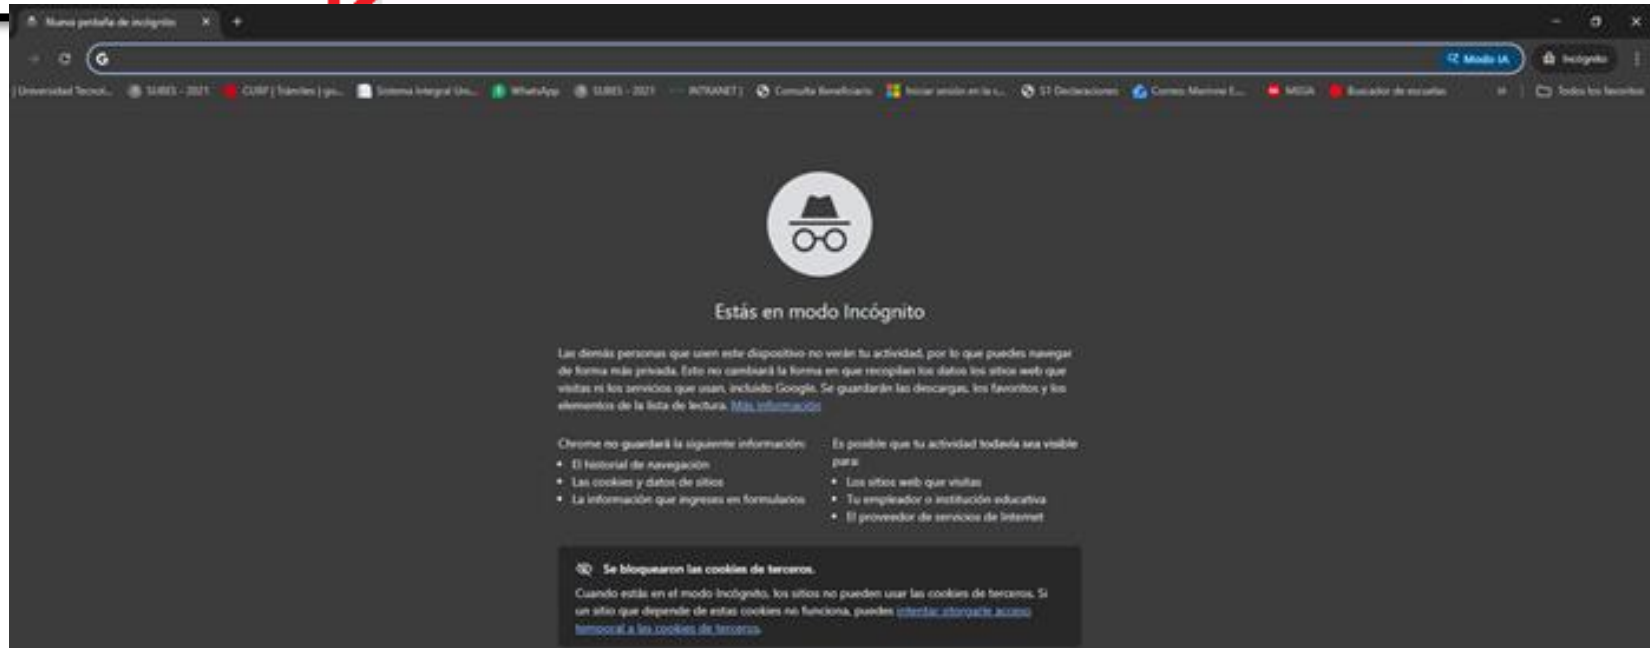 Nueva pestaña de incógnito
Modo IA
Incógnito
Universidad Tecnol...
SUBES - 2021
CURP | Trámites | go...
Sistema Integral Uni...
WhatsApp
SUBES - 2021
INTRANET |
Consulta Beneficiario
Iniciar sesión en la c...
ST Declaraciones
MEGA
Buscador de escuelas
Todos los favoritos
Estás en modo Incógnito
Las demás personas que usen este dispositivo no verán tu actividad, por lo que puedes navegar
de forma más privada. Esto no cambiará la forma en que recopilan los datos los sitios web que
visitas ni los servicios que usan, incluido Google. Se guardarán las descargas, los favoritos y los
elementos de la lista de lectura. Más información
Chrome no guardará la siguiente información:
• El historial de navegación
• Las cookies y datos de sitios
• La información que ingreses en formularios
Es posible que tu actividad todavía sea visible
para:
• Los sitios web que visitas
• Tu empleador o institución educativa
• El proveedor de servicios de Internet
Se bloquearon las cookies de terceros.
Cuando estás en el modo Incógnito, los sitios no pueden usar las cookies de terceros. Si
un sitio que depende de estas cookies no funciona, puedes intentar otorgarle acceso
temporal a las cookies de terceros.